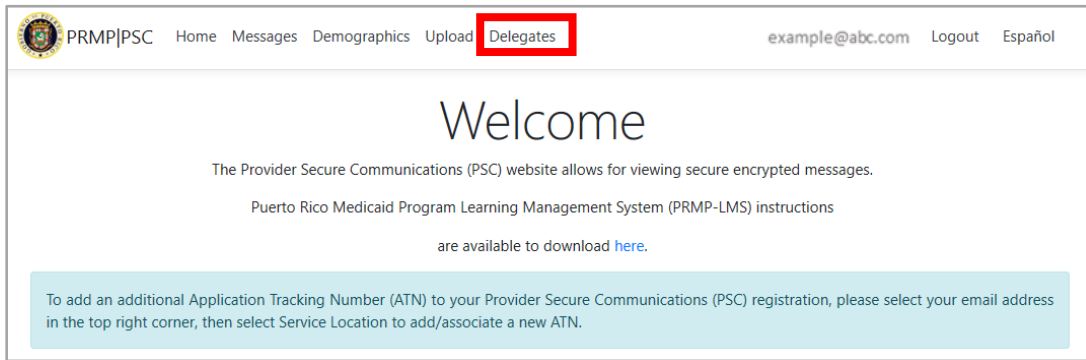 PRMP|PSC Home Messages Demographics Upload Delegates example@abc.com Logout Español
Welcome
The Provider Secure Communications (PSC) website allows for viewing secure encrypted messages.
Puerto Rico Medicaid Program Learning Management System (PRMP-LMS) instructions
are available to download here.
To add an additional Application Tracking Number (ATN) to your Provider Secure Communications (PSC) registration, please select your email address
in the top right corner, then select Service Location to add/associate a new ATN.